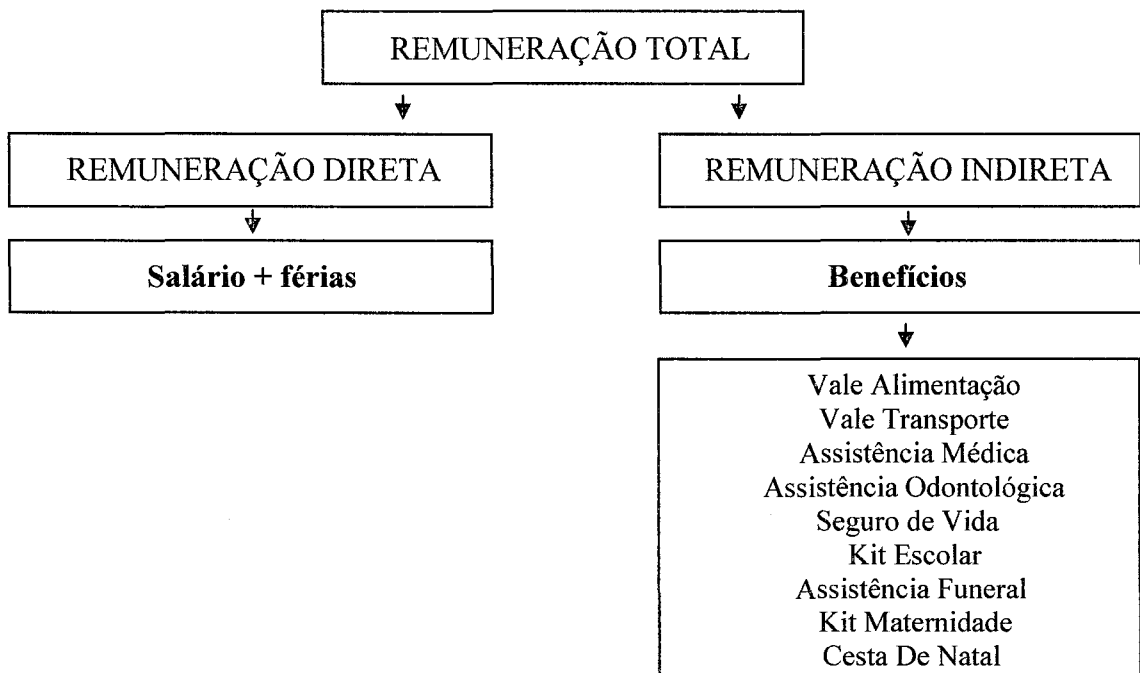 REMUNERAÇÃO TOTAL
REMUNERAÇÃO DIRETA
REMUNERAÇÃO INDIRETA
Salário + férias
Benefícios
Vale Alimentação
Vale Transporte
Assistência Médica
Assistência Odontológica
Seguro de Vida
Kit Escolar
Assistência Funeral
Kit Maternidade
Cesta De Natal